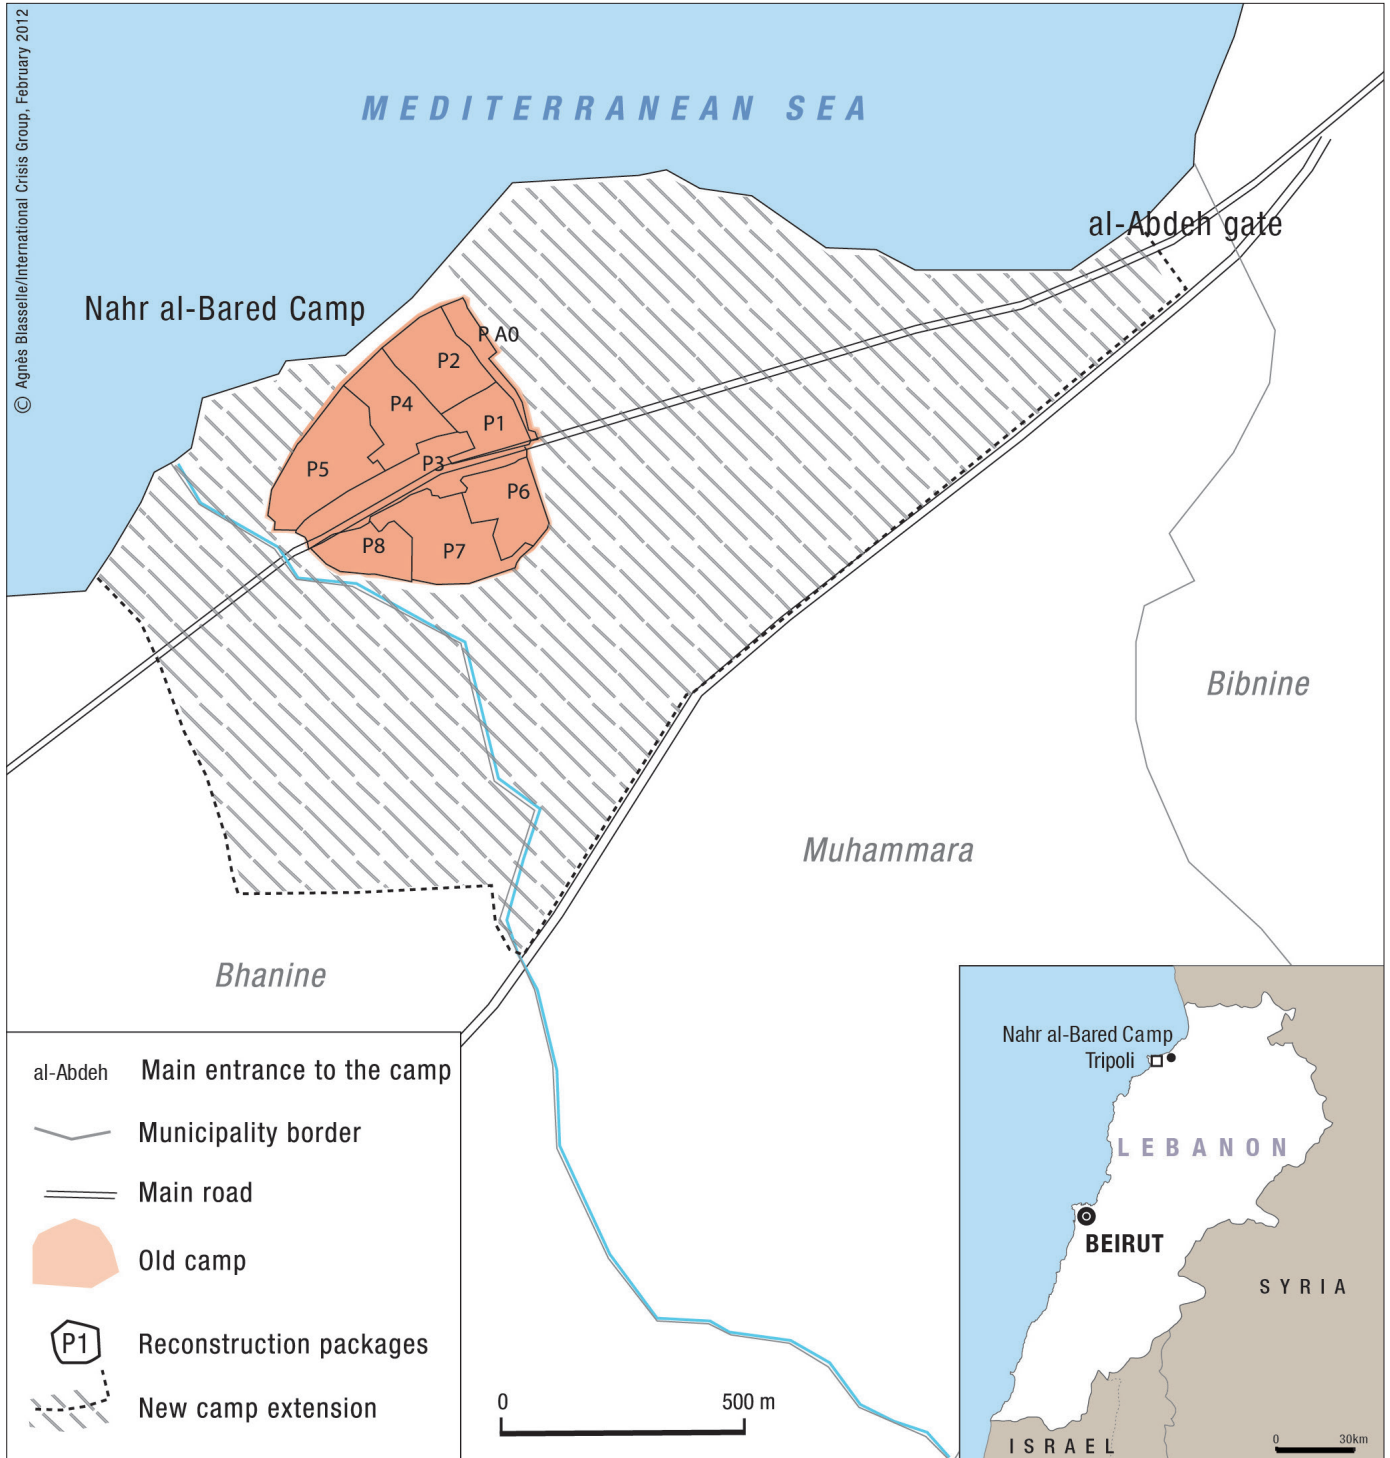 © Agnès Blasselle/International Crisis Group, February 2012
MEDITERRANEAN SEA
al-Abdeh gate
Nahr al-Bared Camp
P A0
P2
P4
P1
P3
P5
P6
P8
P7
Bibnine
Muhammara
Bhanine
al-Abdeh Main entrance to the camp
Municipality border
Main road
Old camp
P1 Reconstruction packages
New camp extension
0 500 m
Nahr al-Bared Camp
Tripoli
LEBANON
BEIRUT
SYRIA
ISRAEL
0 30km